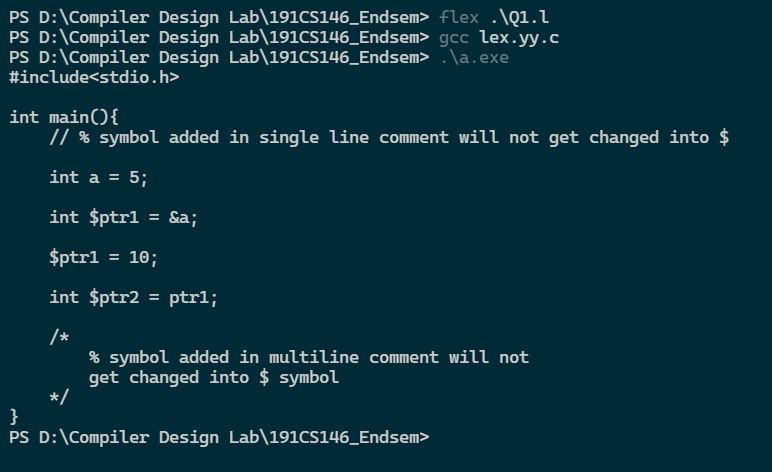 PS D:\Compiler Design Lab\191CS146_Endsem> flex .\Q1.l
PS D:\Compiler Design Lab\191CS146_Endsem> gcc lex.yy.c
PS D:\Compiler Design Lab\191CS146_Endsem> .\a.exe
#include<stdio.h>

int main(){
    // % symbol added in single line comment will not get changed into $

    int a = 5;

    int $ptr1 = &a;

    $ptr1 = 10;

    int $ptr2 = ptr1;

    /*
        % symbol added in multiline comment will not
        get changed into $ symbol
    */
}
PS D:\Compiler Design Lab\191CS146_Endsem>